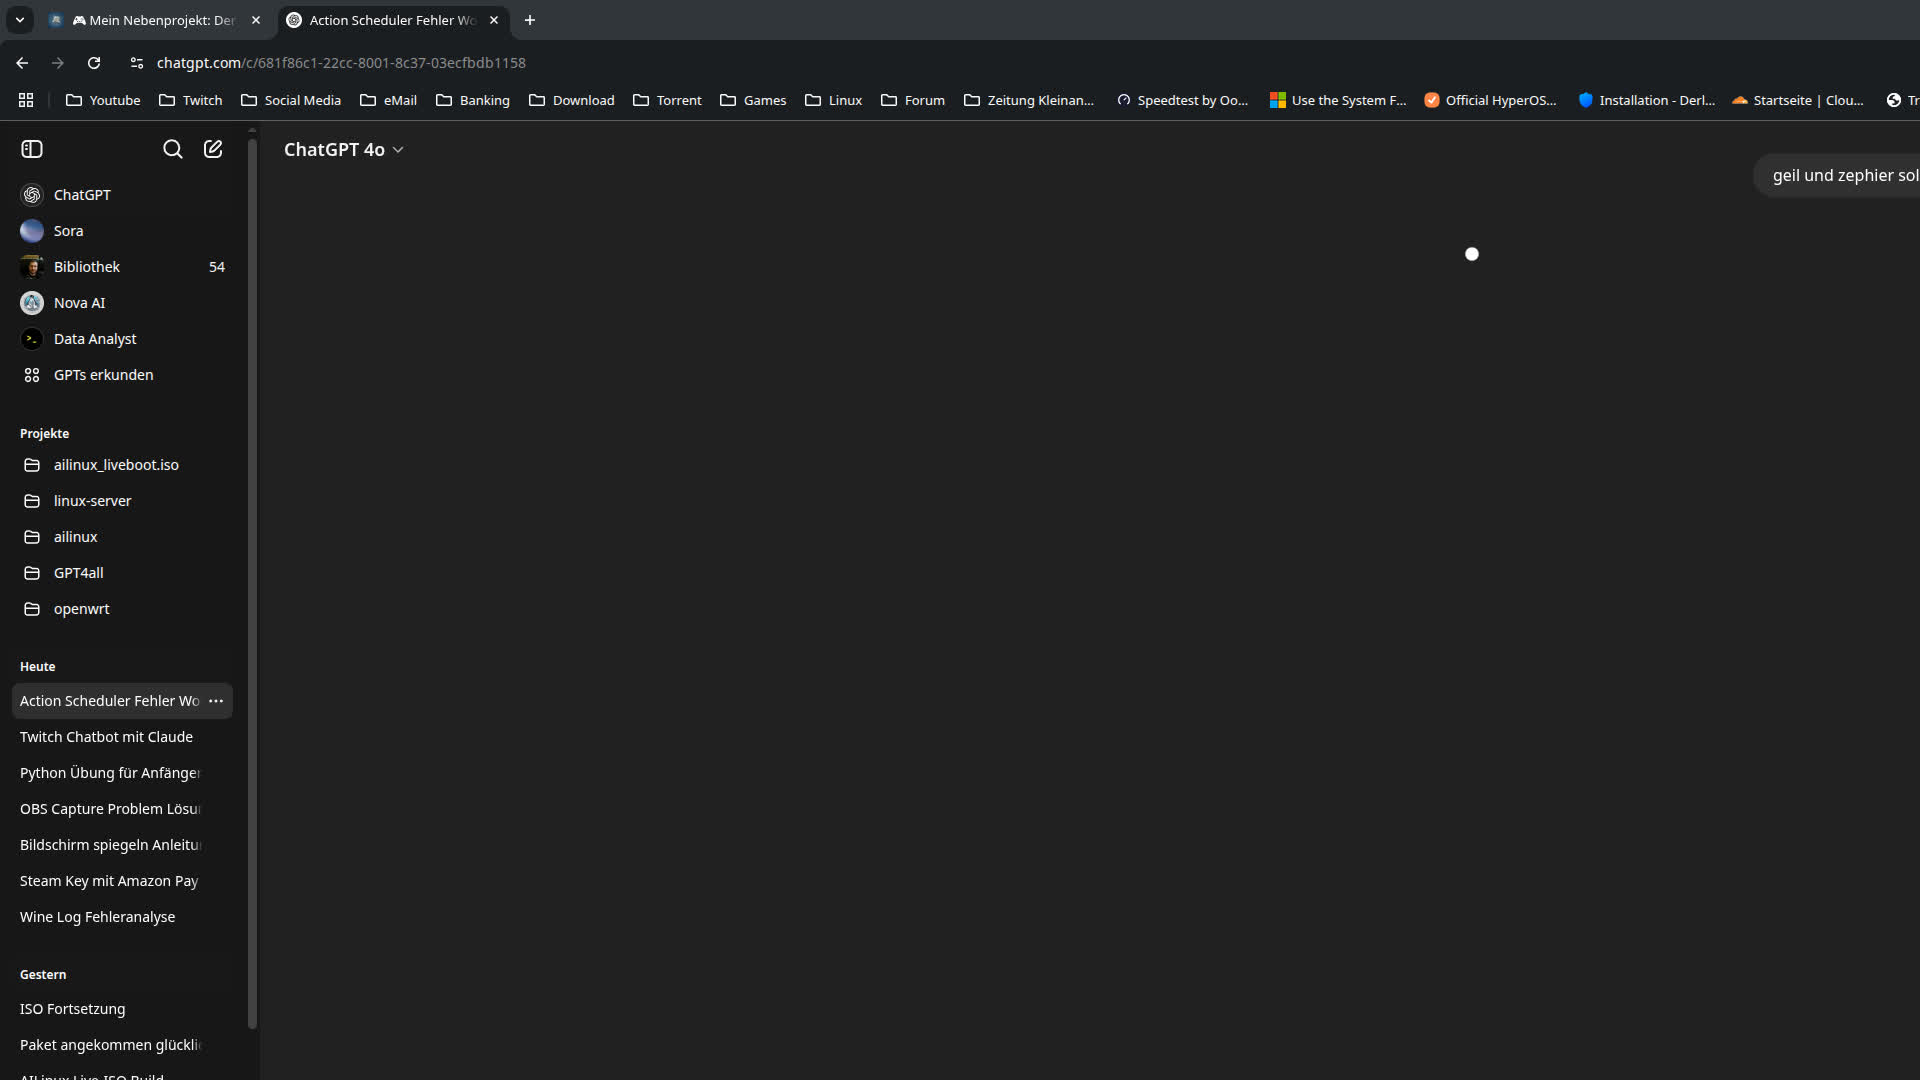 🎮 Mein Nebenprojekt: Der
Action Scheduler Fehler Wo
chatgpt.com/c/681f86c1-22cc-8001-8c37-03ecfbdb1158
Youtube Twitch Social Media eMail Banking Download Torrent Games Linux Forum Zeitung Kleinan... Speedtest by Oo... Use the System F... Official HyperOS... Installation - Derl... Startseite | Clou... Tr
ChatGPT 4o
geil und zephier sol
ChatGPT
Sora
Bibliothek 54
Nova AI
Data Analyst
GPTs erkunden
Projekte
ailinux_liveboot.iso
linux-server
ailinux
GPT4all
openwrt
Heute
Action Scheduler Fehler Wo
Twitch Chatbot mit Claude
Python Übung für Anfänger
OBS Capture Problem Lösu
Bildschirm spiegeln Anleitu
Steam Key mit Amazon Pay
Wine Log Fehleranalyse
Gestern
ISO Fortsetzung
Paket angekommen glückli
AILinux Live-ISO Build